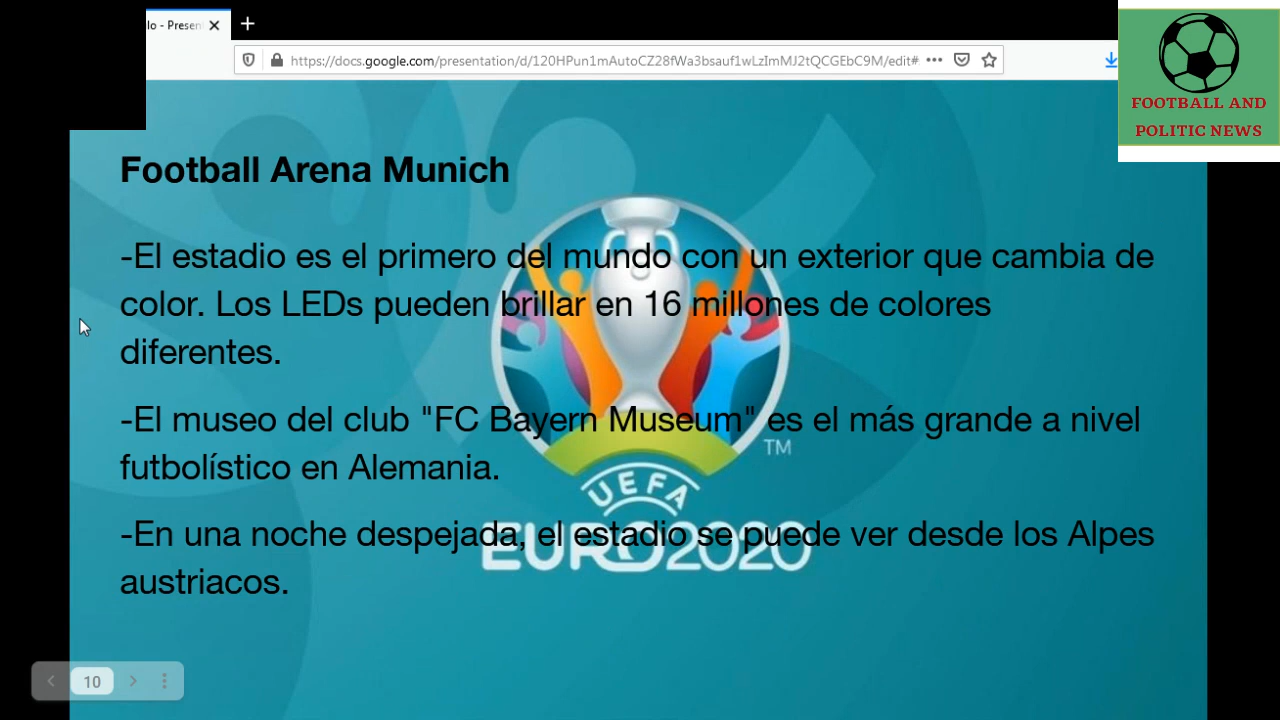 lo - Presen
https://docs.google.com/presentation/d/120HPun1mAutoCZ28fWa3bsauf1wLzImMJ2tQCGEbC9M/edit#
FOOTBALL AND
POLITIC NEWS
Football Arena Munich
-El estadio es el primero del mundo con un exterior que cambia de
color. Los LEDs pueden brillar en 16 millones de colores
diferentes.
-El museo del club "FC Bayern Museum" es el más grande a nivel
futbolístico en Alemania.
TM
UEFA
-En una noche despejada, el estadio se puede ver desde los Alpes
EURO2020
austriacos.
10